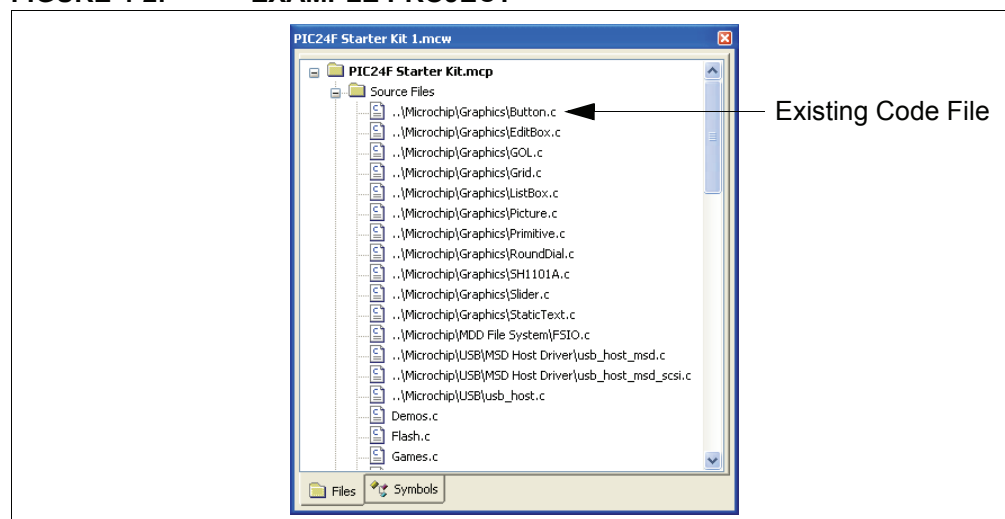 PIC24F Starter Kit 1.mcw
PIC24F Starter Kit.mcp
Source Files
..\Microchip\Graphics\Button.c
Existing Code File
..\Microchip\Graphics\EditBox.c
..\Microchip\Graphics\GOL.c
..\Microchip\Graphics\Grid.c
..\Microchip\Graphics\ListBox.c
..\Microchip\Graphics\Picture.c
..\Microchip\Graphics\Primitive.c
..\Microchip\Graphics\RoundDial.c
..\Microchip\Graphics\SH1101A.c
..\Microchip\Graphics\Slider.c
..\Microchip\Graphics\StaticText.c
..\Microchip\MDD File System\FSIO.c
..\Microchip\USB\MSD Host Driver\usb_host_msd.c
..\Microchip\USB\MSD Host Driver\usb_host_msd_scsi.c
..\Microchip\USB\usb_host.c
Demos.c
Flash.c
Games.c
Files
Symbols